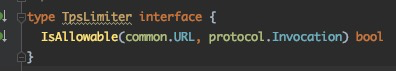 type TpsLimiter interface {
    IsAllowable(common.URL, protocol.Invocation) bool
}